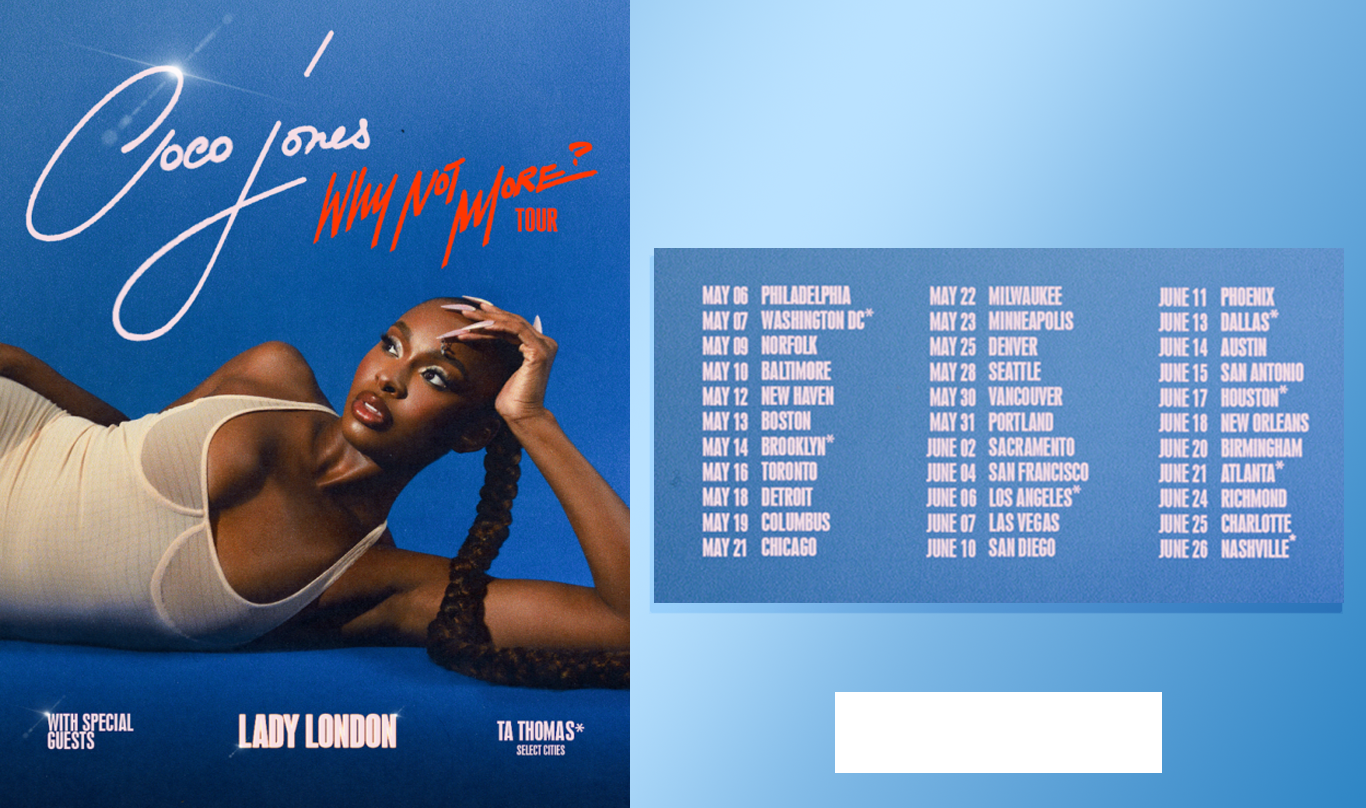 Coco Jones
WHY NOT MORE?
TOUR
WITH SPECIAL
GUESTS
LADY LONDON
TA THOMAS*
SELECT CITIES
MAY 06 PHILADELPHIA
MAY 07 WASHINGTON DC*
MAY 09 NORFOLK
MAY 10 BALTIMORE
MAY 12 NEW HAVEN
MAY 13 BOSTON
MAY 14 BROOKLYN*
MAY 16 TORONTO
MAY 18 DETROIT
MAY 19 COLUMBUS
MAY 21 CHICAGO
MAY 22 MILWAUKEE
MAY 23 MINNEAPOLIS
MAY 25 DENVER
MAY 28 SEATTLE
MAY 30 VANCOUVER
MAY 31 PORTLAND
JUNE 02 SACRAMENTO
JUNE 04 SAN FRANCISCO
JUNE 06 LOS ANGELES*
JUNE 07 LAS VEGAS
JUNE 10 SAN DIEGO
JUNE 11 PHOENIX
JUNE 13 DALLAS*
JUNE 14 AUSTIN
JUNE 15 SAN ANTONIO
JUNE 17 HOUSTON*
JUNE 18 NEW ORLEANS
JUNE 20 BIRMINGHAM
JUNE 21 ATLANTA*
JUNE 24 RICHMOND
JUNE 25 CHARLOTTE
JUNE 26 NASHVILLE*